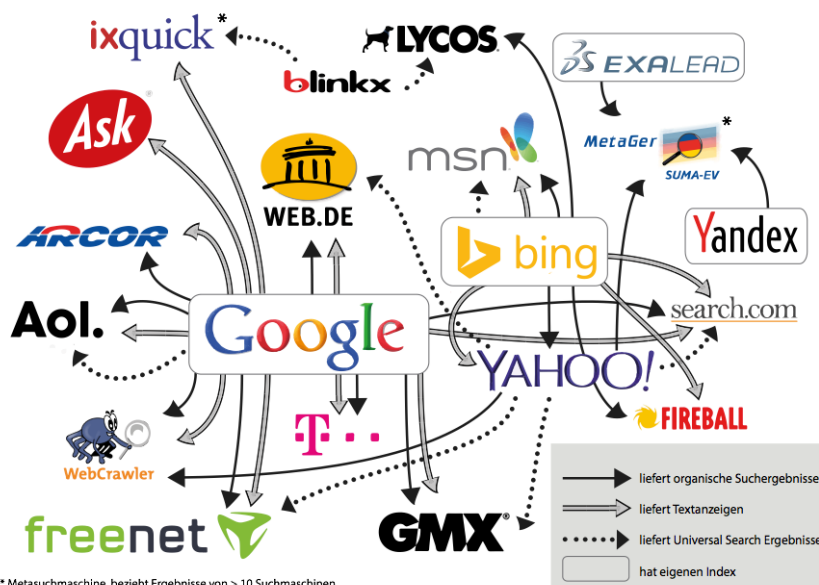 ixquick *
LYCOS
EXALEAD
blinkx
Ask ®
msn
MetaGer *
SUMA-EV
WEB.DE
Yandex
ARCOR
bing
Aol.
Google
search.com
YAHOO!
FIREBALL
T
WebCrawler
liefert organische Suchergebnisse
freenet
GMX®
liefert Textanzeigen
liefert Universal Search Ergebnisse
hat eigenen Index
* Metasuchmaschine, bezieht Ergebnisse von > 10 Suchmaschinen